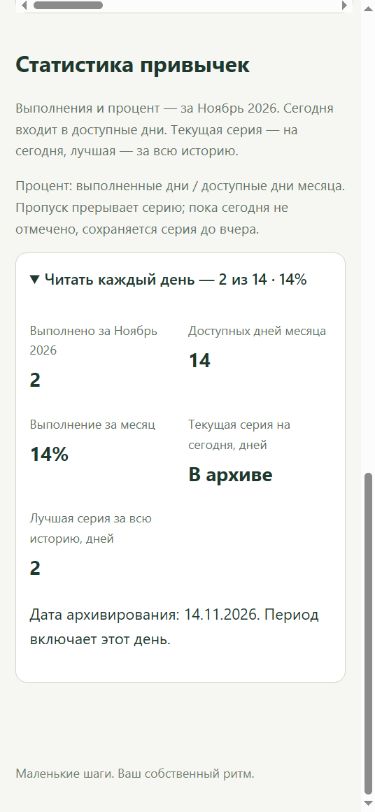 Статистика привычек
Выполнения и процент — за Ноябрь 2026. Сегодня
входит в доступные дни. Текущая серия — на
сегодня, лучшая — за всю историю.
Процент: выполненные дни / доступные дни месяца.
Пропуск прерывает серию; пока сегодня не
отмечено, сохраняется серия до вчера.
▼ Читать каждый день — 2 из 14 · 14%
Выполнено за Ноябрь
2026
2
Доступных дней месяца
14
Выполнение за месяц
14%
Текущая серия на
сегодня, дней
В архиве
Лучшая серия за всю
историю, дней
2
Дата архивирования: 14.11.2026. Период
включает этот день.
Маленькие шаги. Ваш собственный ритм.